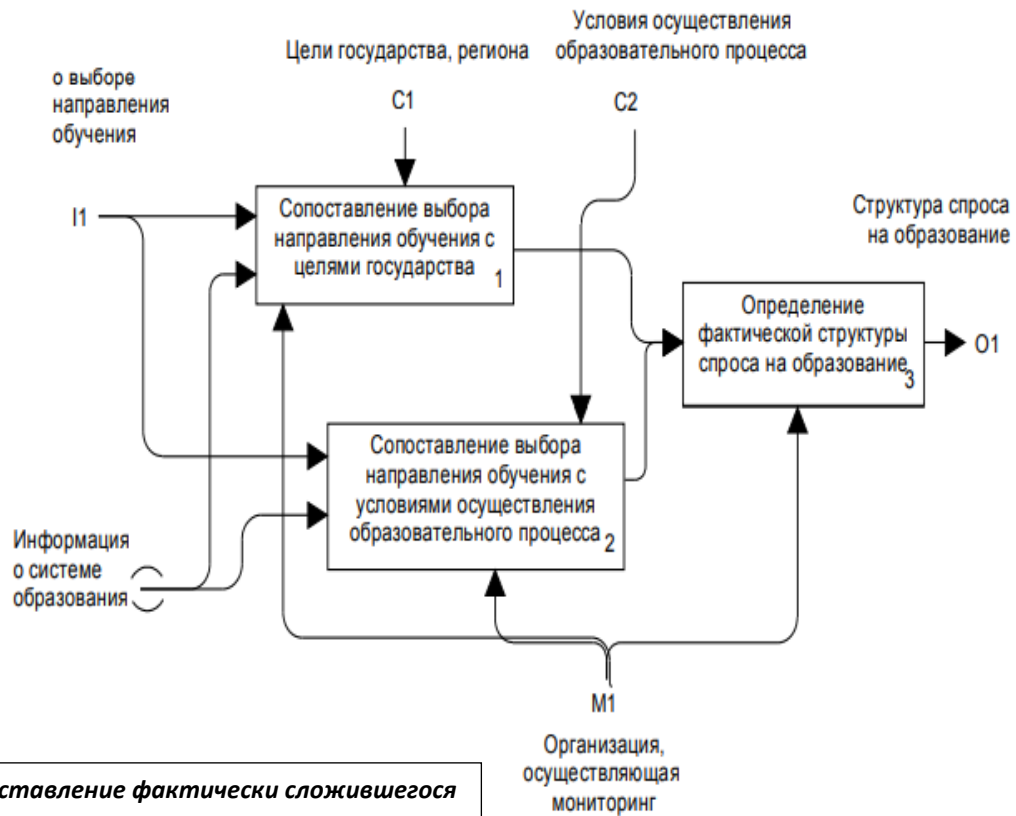 Условия осуществления
образовательного процесса
Цели государства, региона
о выборе
направления
обучения
C1
C2
I1
Сопоставление выбора
направления обучения с
целями государства
1
Структура спроса
на образование
Определение
фактической структуры
спроса на образование
3
O1
Сопоставление выбора
направления обучения с
условиями осуществления
образовательного процесса
2
Информация
о системе
образования
M1
Организация,
осуществляющая
мониторинг
ставление фактически сложившегося